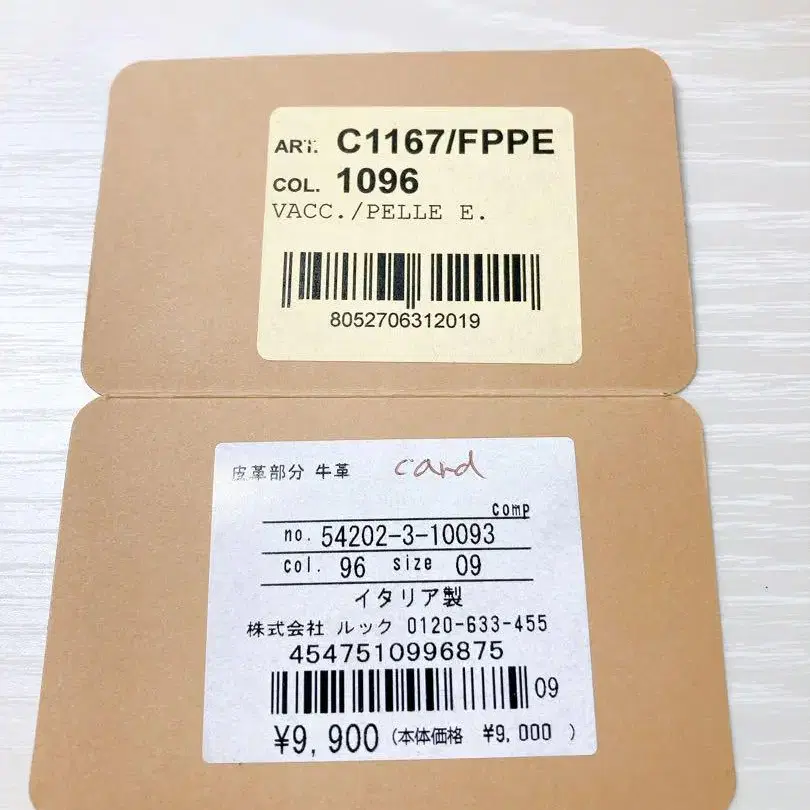 ART. C1167/FPPE
COL. 1096
VACC./PELLE E.
8052706312019
皮革部分 牛革 card
comp
no. 54202-3-10093
col. 96 size 09
イタリア製
株式会社 ルック 0120-633-455
4547510996875
09
¥9,900 (本体価格 ¥9,000 )